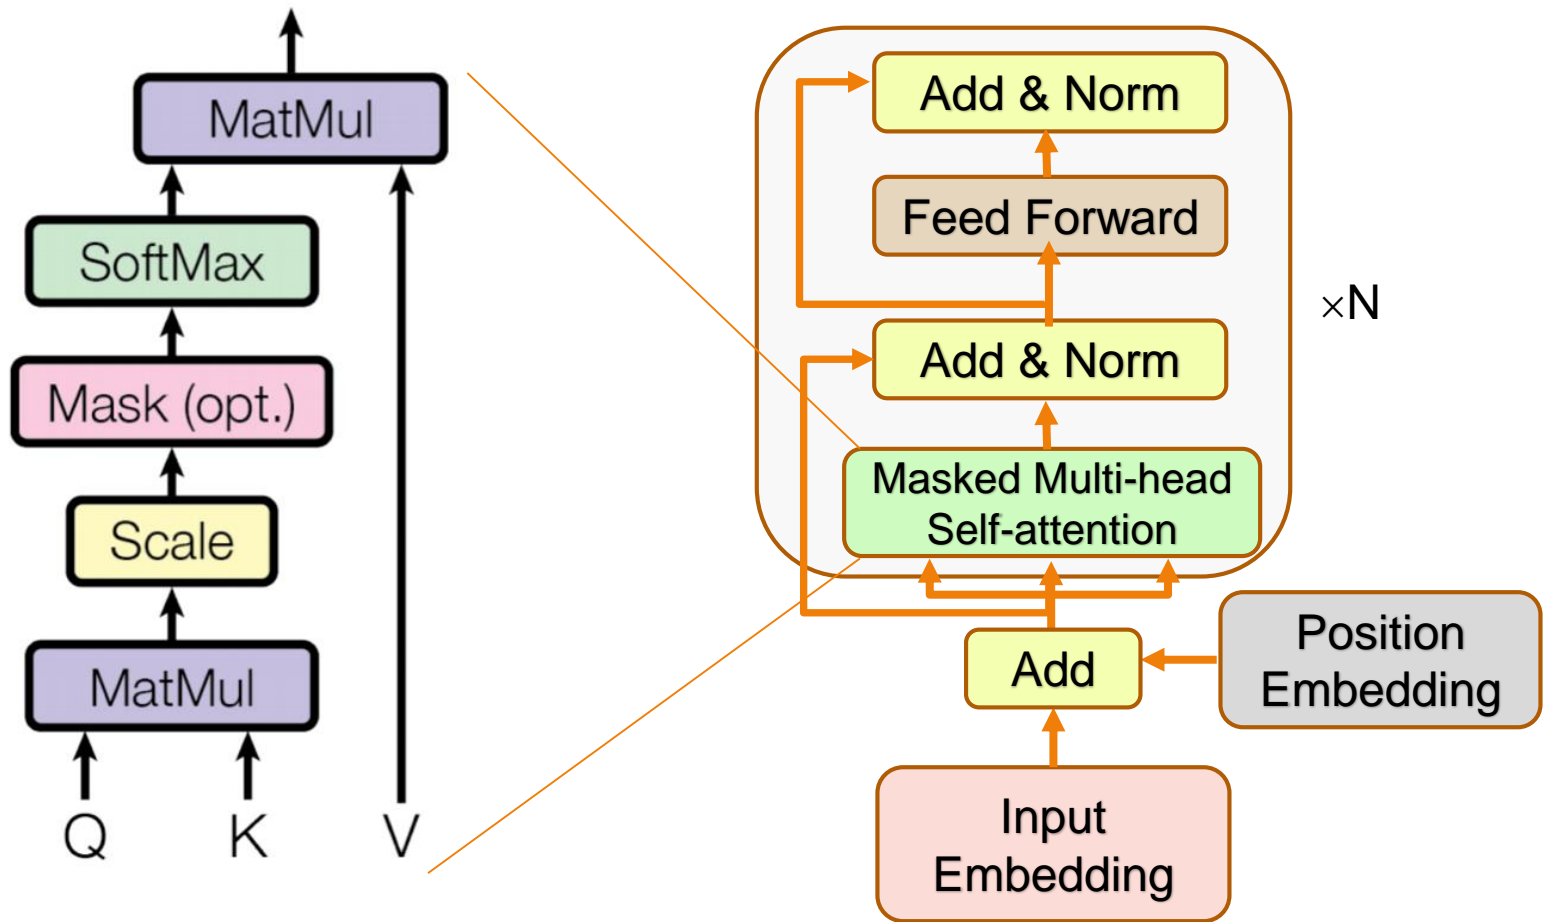 MatMul
SoftMax
Mask (opt.)
Scale
MatMul
Q K V
Add & Norm
Feed Forward
Add & Norm
Masked Multi-head
Self-attention
×N
Add
Position
Embedding
Input
Embedding